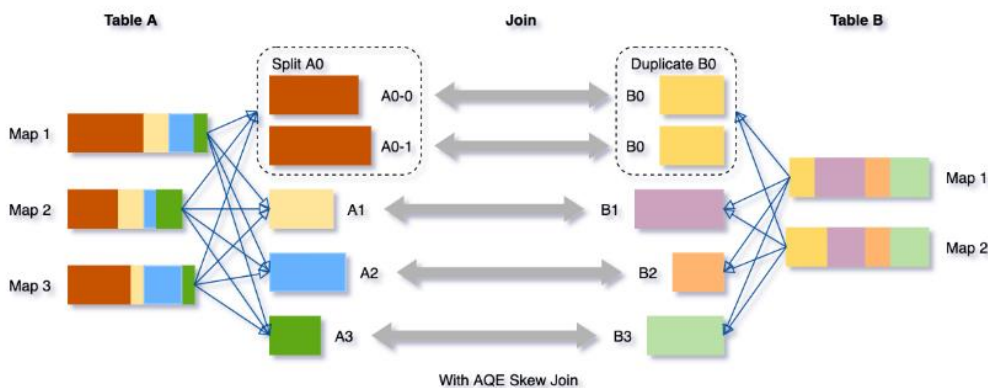 Table A
Join
Table B
Split A0
Duplicate B0
A0-0
B0
Map 1
A0-1
B0
Map 1
Map 2
A1
B1
Map 2
Map 3
A2
B2
A3
B3
With AQE Skew Join